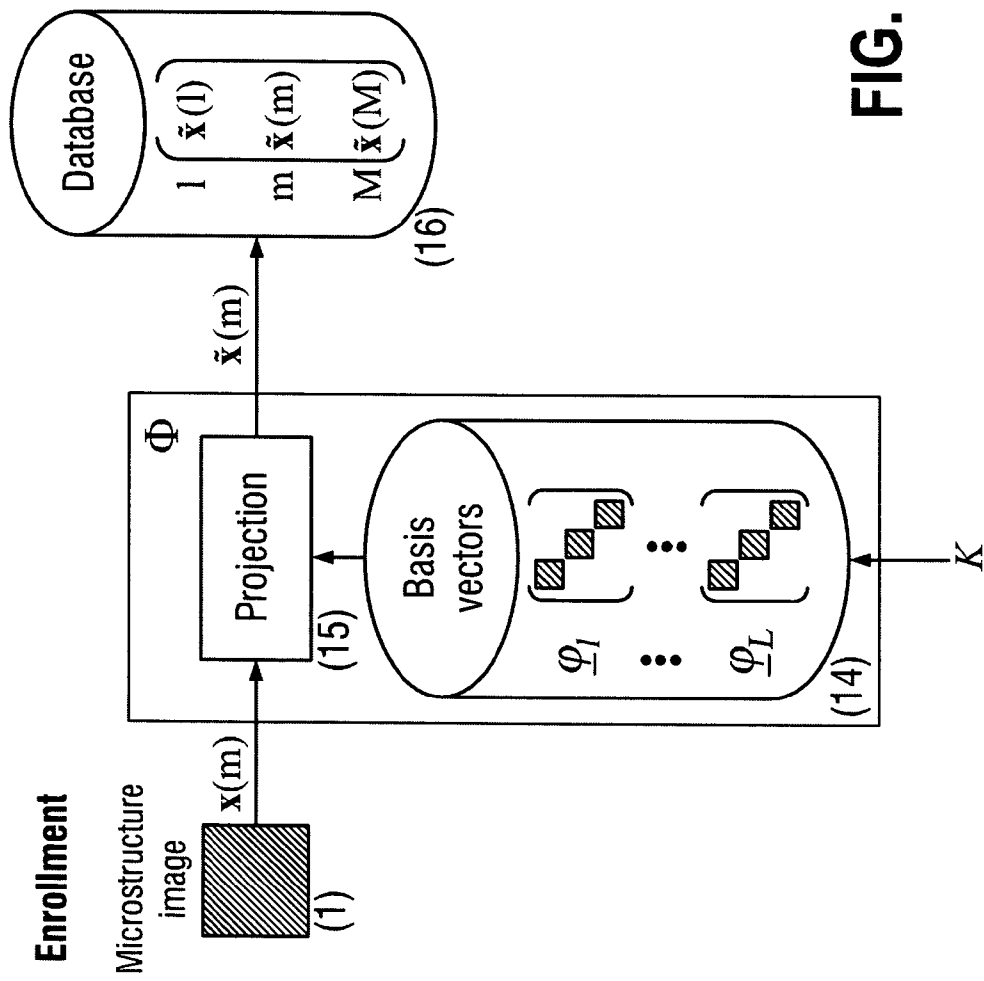 Enrollment
Microstructure
image
(1)
x(m)
Φ
Projection
(15)
Basis
vectors
φ1
φL
(14)
K
x̃(m)
Database
1 x̃(1)
m x̃(m)
M x̃(M)
(16)
FIG.